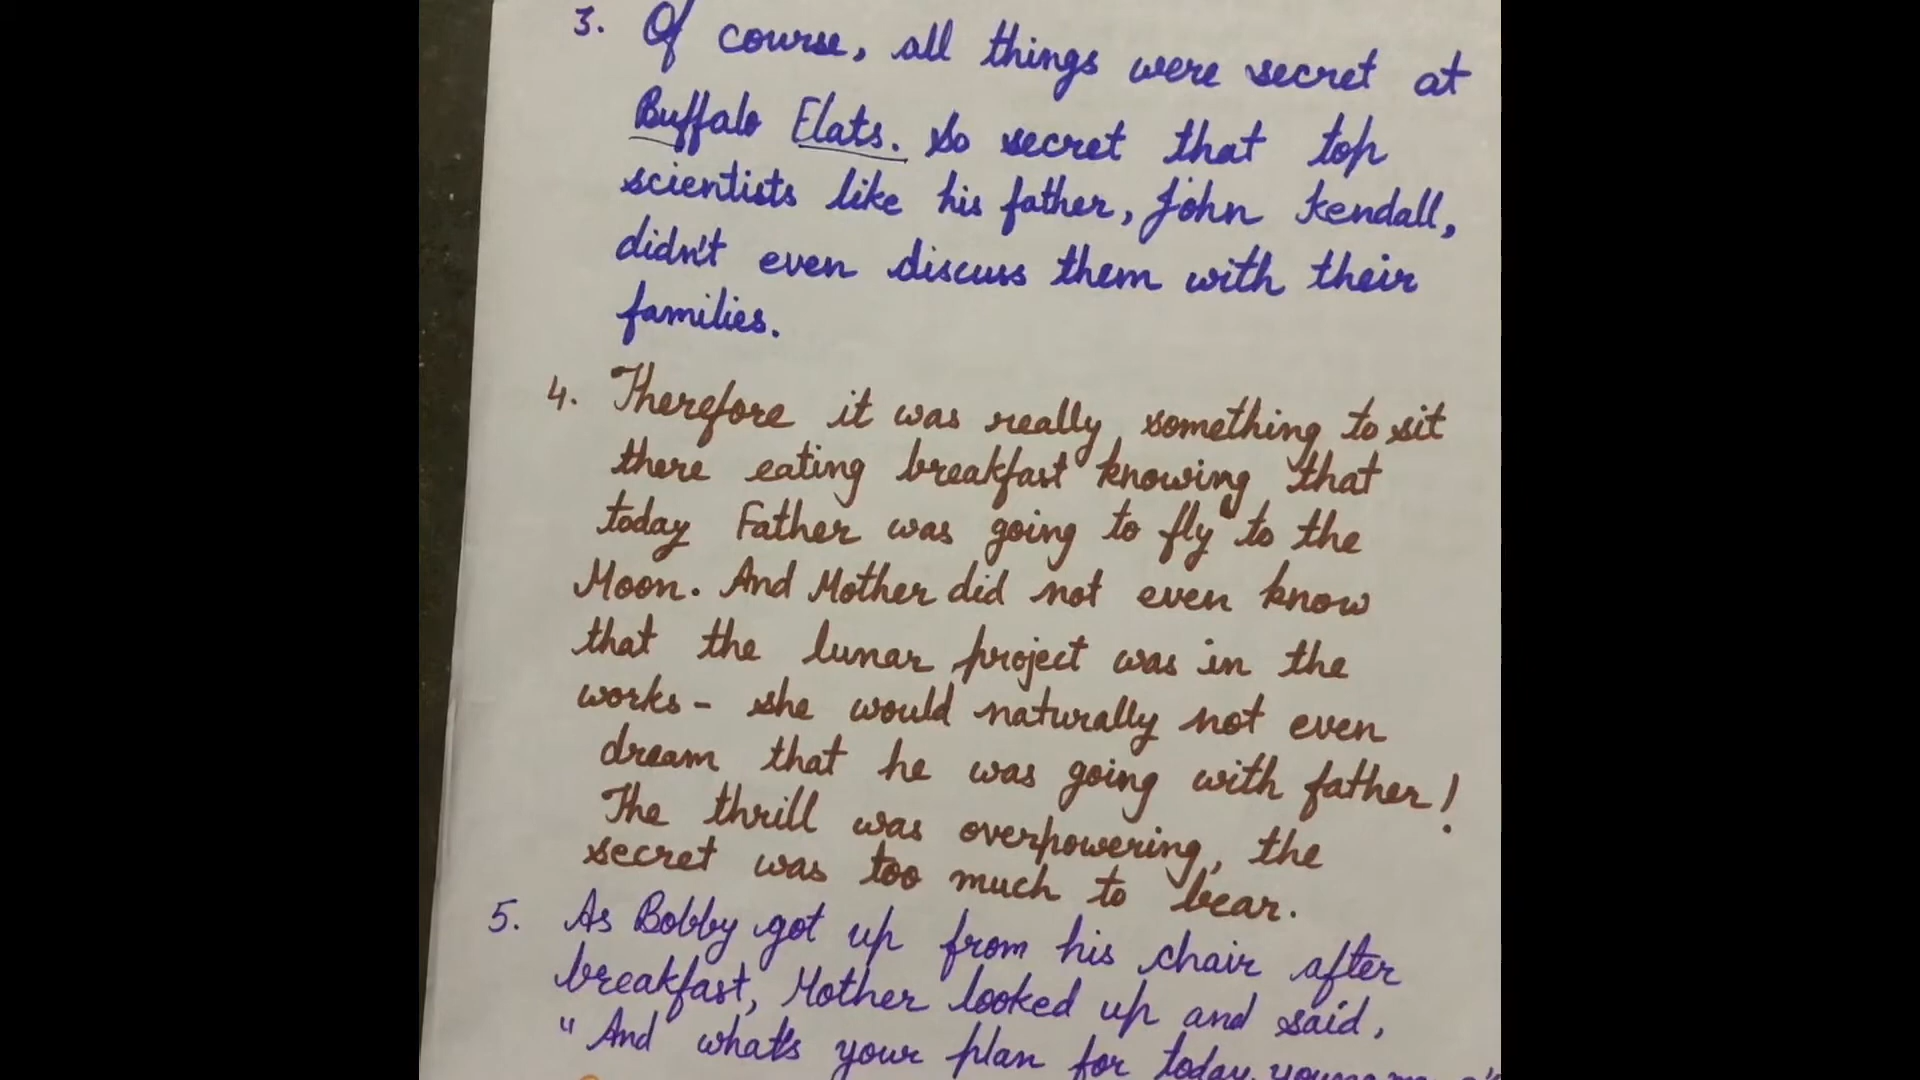 3. Of course, all things were secret at
Buffalo Flats. So secret that top
scientists like his father, John Kendall,
didn't even discuss them with their
families.
4. Therefore it was really something to sit
there eating breakfast knowing that
today Father was going to fly to the
Moon. And Mother did not even know
that the lunar project was in the
works - she would naturally not even
dream that he was going with father!
The thrill was overpowering, the
secret was too much to bear.
5. As Bobby got up from his chair after
breakfast, Mother looked up and said,
"And what's your plan for today, young